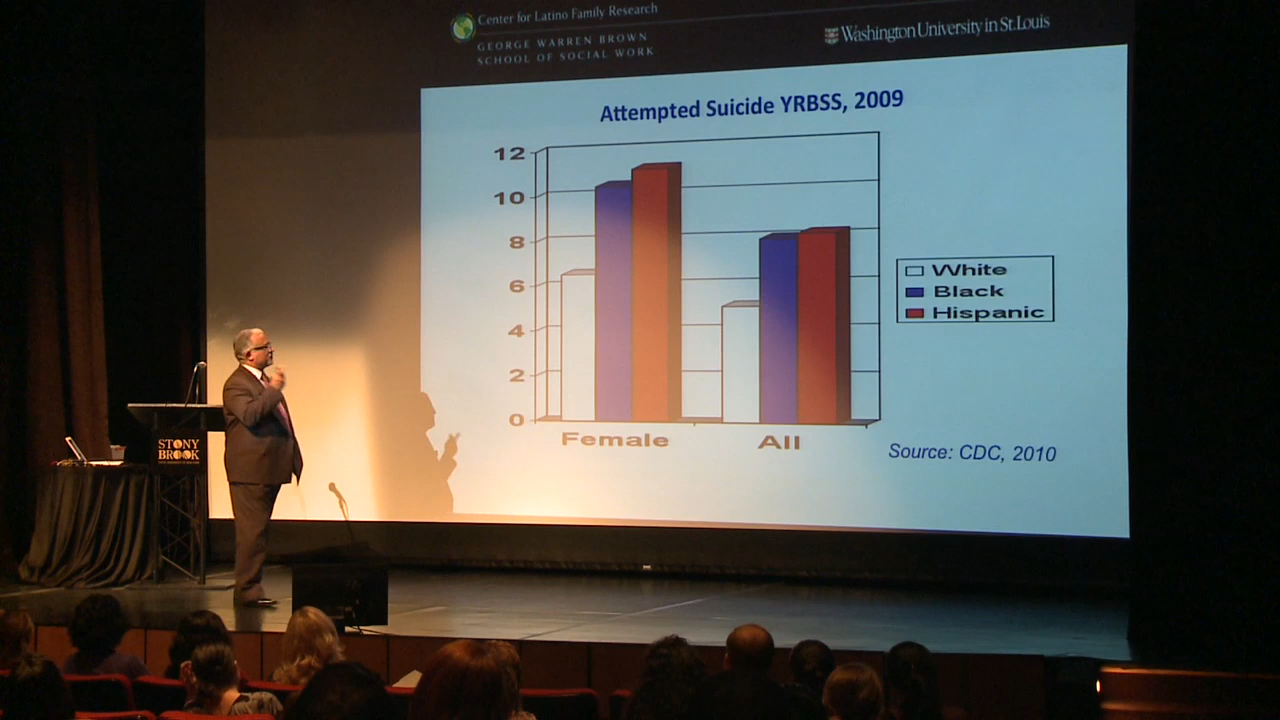 Center for Latino Family Research
GEORGE WARREN BROWN
SCHOOL OF SOCIAL WORK
Washington University in St. Louis
Attempted Suicide YRBSS, 2009
12
10
8
6
4
2
0
Female
All
White
Black
Hispanic
Source: CDC, 2010
STONY
BROOK